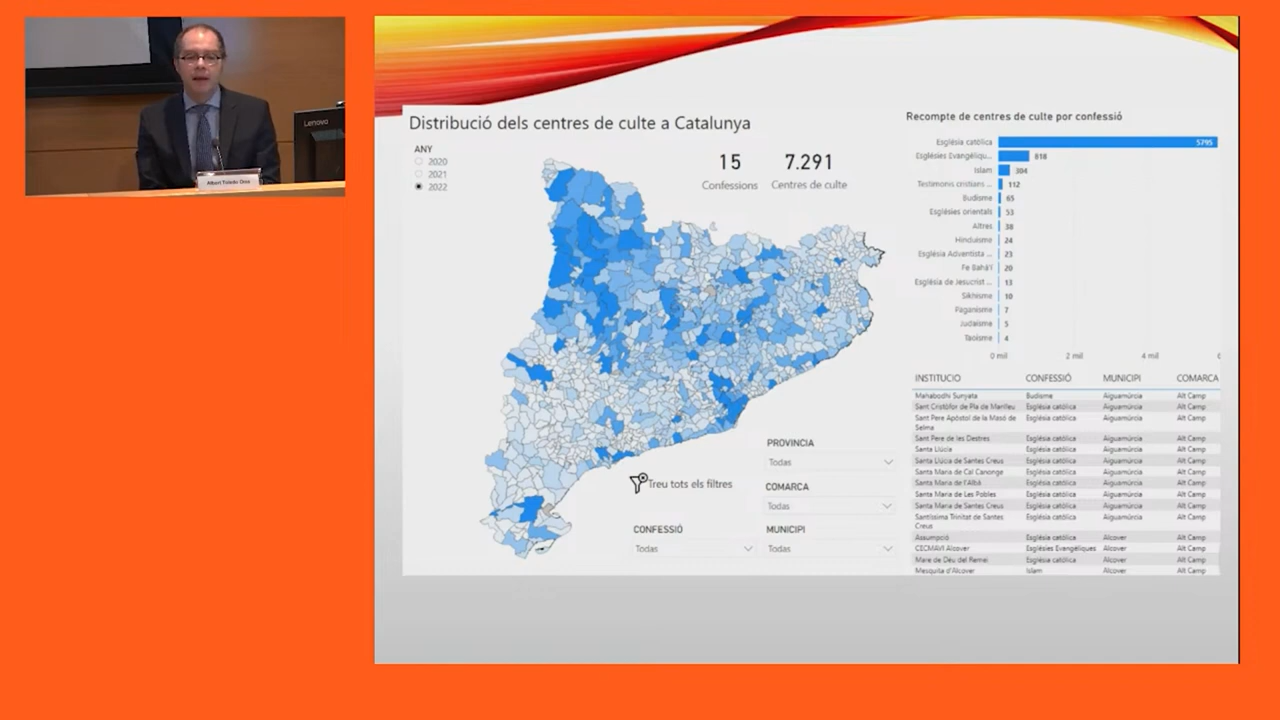 Lenovo
Albert Toledo Dios
Distribució dels centres de culte a Catalunya
ANY
2020
2021
2022
15
Confessions
7.291
Centres de culte
Treu tots els filtres
CONFESSIÓ
Todas
PROVINCIA
Todas
COMARCA
Todas
MUNICIPI
Todas
Recompte de centres de culte por confessió
Església catòlica 5795
Esglésies Evangèliqu... 818
Islam 304
Testimonis cristians ... 112
Budisme 65
Esglésies orientals 53
Altres 38
Hinduisme 24
Església Adventista ... 23
Fe Bahà'í 20
Església de Jesucrist ... 13
Sikhisme 10
Paganisme 7
Judaisme 5
Taoisme 4
0 mil 2 mil 4 mil
INSTITUCIO CONFESSIÓ MUNICIPI COMARCA
Mahabodhi Sunyata Budisme Aiguamúrcia Alt Camp
Sant Cristòfor de Pla de Manlleu Església catòlica Aiguamúrcia Alt Camp
Sant Pere Apòstol de la Masó de Selma Església catòlica Aiguamúrcia Alt Camp
Sant Pere de les Destres Església catòlica Aiguamúrcia Alt Camp
Santa Llúcia Església catòlica Aiguamúrcia Alt Camp
Santa Llúcia de Santes Creus Església catòlica Aiguamúrcia Alt Camp
Santa Maria de Cal Canonge Església catòlica Aiguamúrcia Alt Camp
Santa Maria de l'Albà Església catòlica Aiguamúrcia Alt Camp
Santa Maria de Les Pobles Església catòlica Aiguamúrcia Alt Camp
Santa Maria de Santes Creus Església catòlica Aiguamúrcia Alt Camp
Santíssima Trinitat de Santes Creus Església catòlica Aiguamúrcia Alt Camp
Assumpció Església catòlica Alcover Alt Camp
CECMAVI Alcover Esglésies Evangèliques Alcover Alt Camp
Mare de Déu del Remei Església catòlica Alcover Alt Camp
Mesquita d'Alcover Islam Alcover Alt Camp